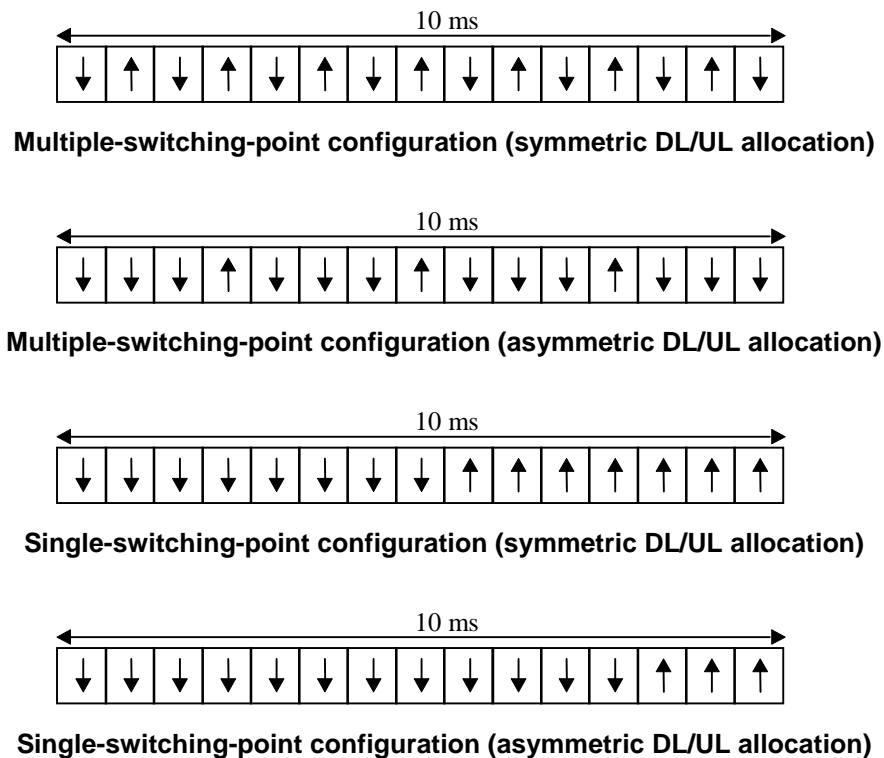 10 ms
Multiple-switching-point configuration (symmetric DL/UL allocation)
10 ms
Multiple-switching-point configuration (asymmetric DL/UL allocation)
10 ms
Single-switching-point configuration (symmetric DL/UL allocation)
10 ms
Single-switching-point configuration (asymmetric DL/UL allocation)